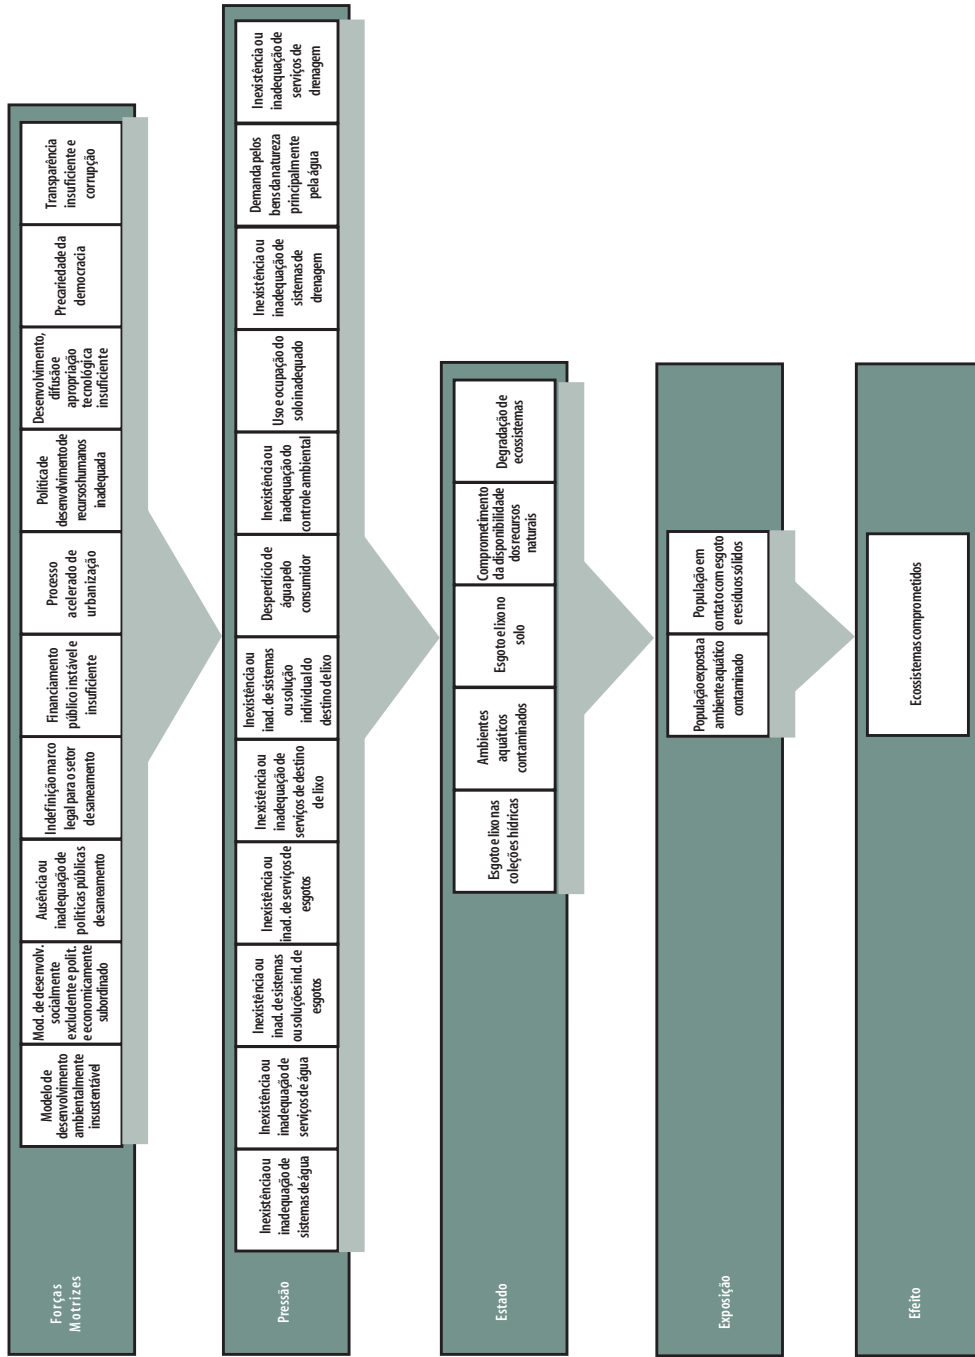 Forças
Motrizes
Modelo de
desenvolvimento
ambientalmente
insustentável
Mod. de desenvolv.
socialmente
excludente e polit.
e economicamente
subordinado
Ausência ou
inadequação de
políticas públicas
de saneamento
Indefinição marco
legal para o setor
de saneamento
Financiamento
público instável e
insuficiente
Processo
acelerado de
urbanização
Política de
desenvolvimento de
recursos humanos
inadequada
Desenvolvimento,
difusão e
apropriação
tecnológica
insuficiente
Precariedade da
democracia
Transparência
insuficiente e
corrupção
Pressão
Inexistência ou
inadequação de
sistemas de água
Inexistência ou
inadequação de
serviços de água
Inexistência ou
inad. de sistemas
ou soluções ind. de
esgotos
Inexistência ou
inad. de serviços de
esgotos
Inexistência ou
inadequação de
serviços de destino
de lixo
Inexistência ou
inad. de sistemas
ou solução
individual do
destino de lixo
Desperdício de
água pelo
consumidor
Inexistência ou
inadequação do
controle ambiental
Uso e ocupação do
solo inadequado
Inexistência ou
inadequação de
sistemas de
drenagem
Demanda pelos
bens da natureza
principalmente
pela água
Inexistência ou
inadequação de
serviços de
drenagem
Estado
Esgoto e lixo nas
coleções hídricas
Ambientes
aquáticos
contaminados
Esgoto e lixo no
solo
Comprometimento
da disponibilidade
dos recursos
naturais
Degradação de
ecossistemas
Exposição
População exposta a
ambiente aquático
contaminado
População em
contato com esgoto
e resíduos sólidos
Efeito
Ecossistemas comprometidos